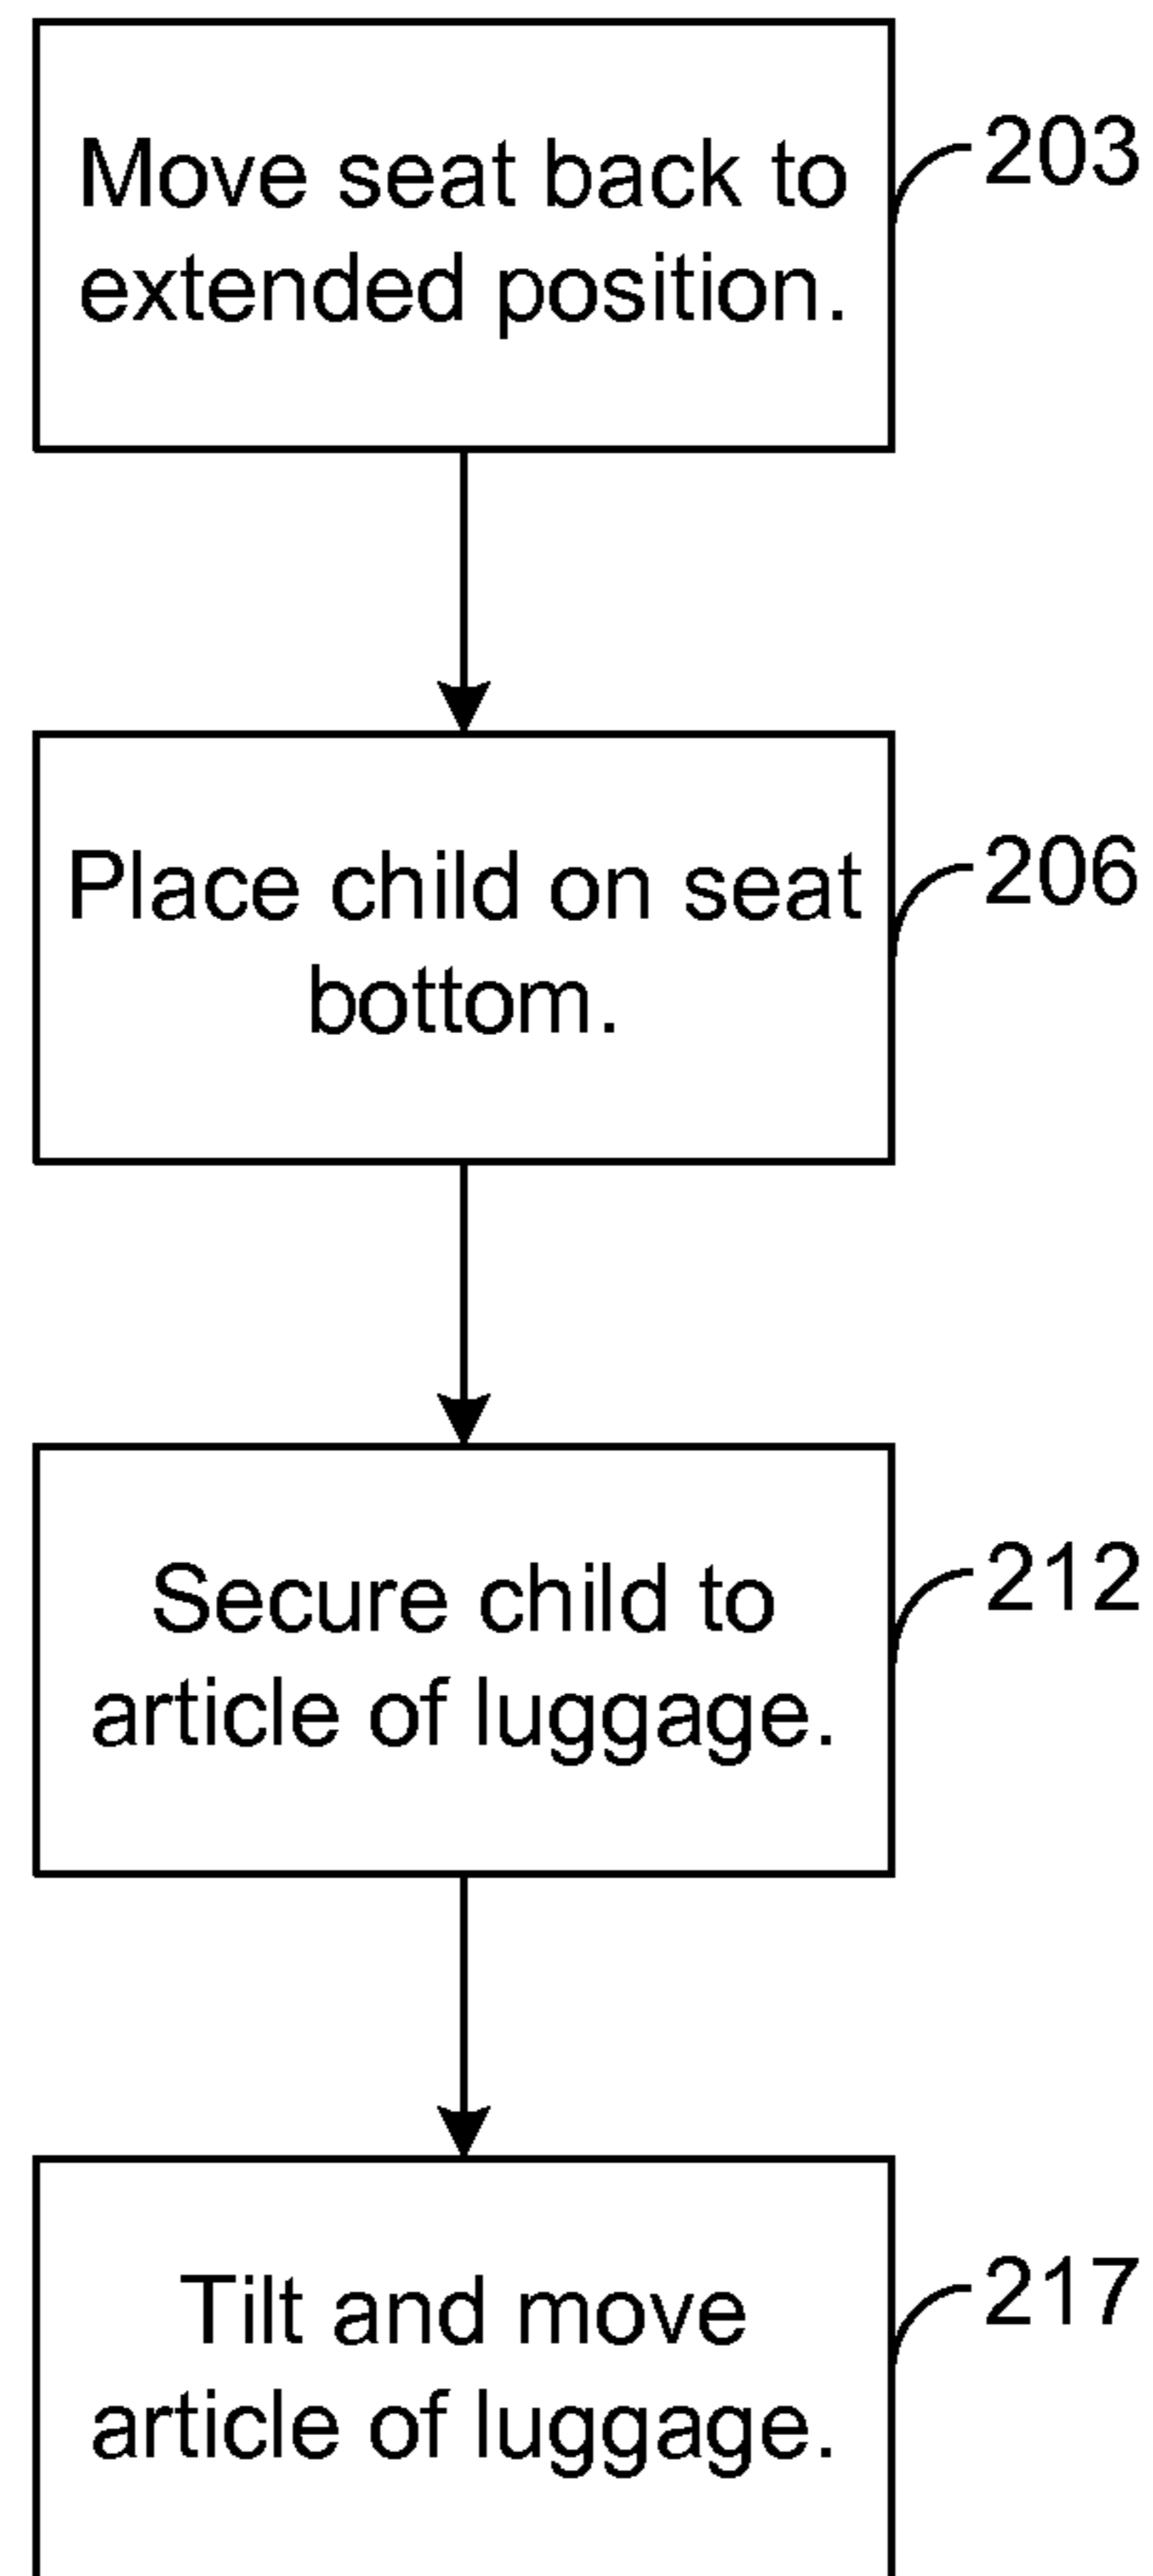 Move seat back to
extended position.
203
Place child on seat
bottom.
206
Secure child to
article of luggage.
212
Tilt and move
article of luggage.
217